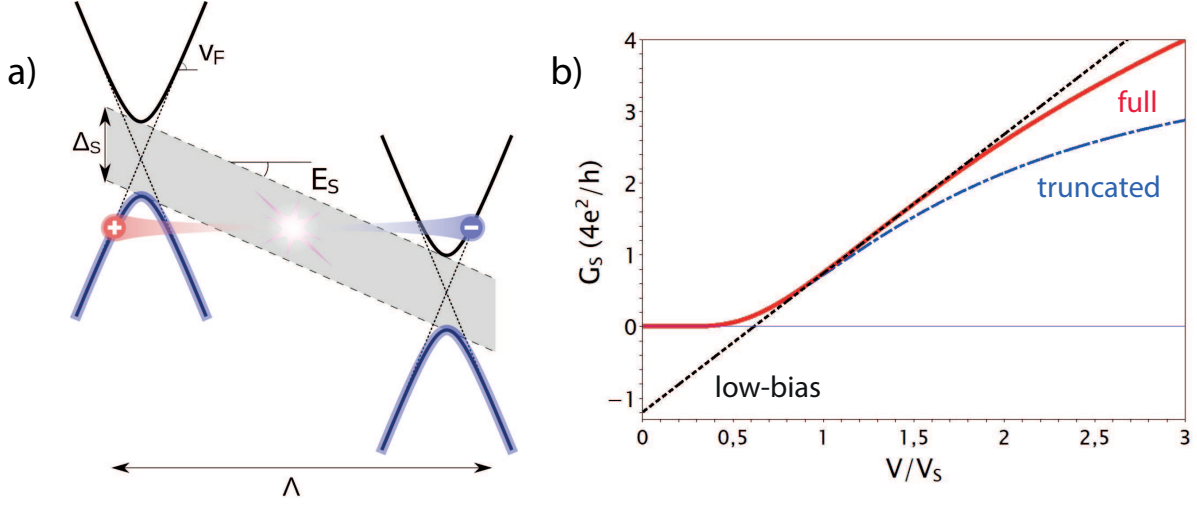 a)
v_F
Δ_S
E_S
+
−
Λ
b)
G_S (4e²/h)
4
3
2
1
0
−1
full
truncated
low-bias
0
0,5
1
1,5
2
2,5
3
V/V_S